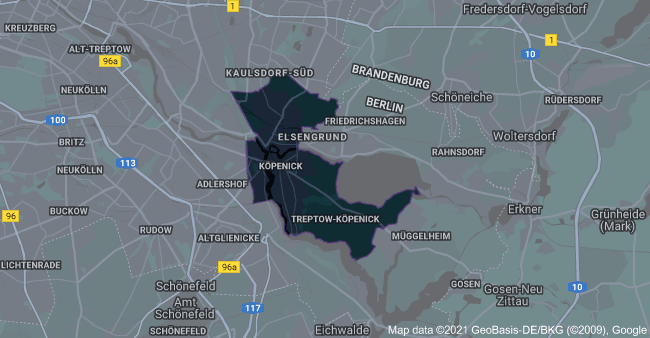 Fredersdorf-Vogelsdorf
1
KREUZBERG
1
ALT-TREPTOW
10
96a
KAULSDORF-SÜD
BRANDENBURG
NEUKÖLLN
BERLIN
Schöneiche
RÜDERSDORF
100
FRIEDRICHSHAGEN
ELSENGRUND
Woltersdorf
BRITZ
RAHNSDORF
113
NEUKÖLLN
KÖPENICK
ADLERSHOF
BUCKOW
96
Erkner
Grünheide
(Mark)
TREPTOW-KÖPENICK
RUDOW
ALTGLIENICKE
MÜGGELHEIM
LICHTENRADE
96a
Schönefeld
GOSEN
10
Gosen-Neu
Zittau
Amt
Schönefeld
117
SCHÖNEFELD
Eichwalde
Map data ©2021 GeoBasis-DE/BKG (©2009), Google